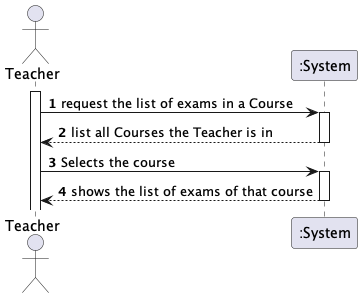 Teacher
:System
1 request the list of exams in a Course
2 list all Courses the Teacher is in
3 Selects the course
4 shows the list of exams of that course
Teacher
:System